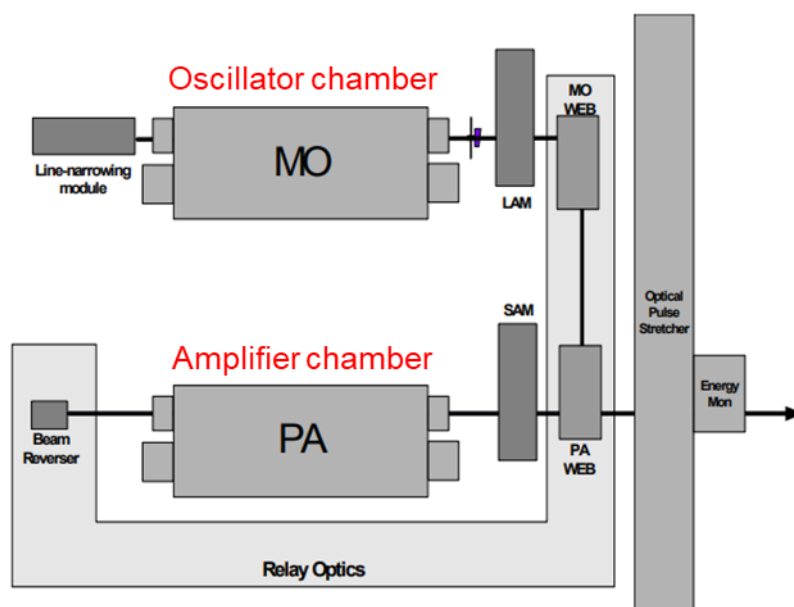 Oscillator chamber
MO
Line-narrowing
module
LAM
MO
WEB
SAM
Optical
Pulse
Stretcher
Energy
Mon
Amplifier chamber
PA
Beam
Reverser
PA
WEB
Relay Optics